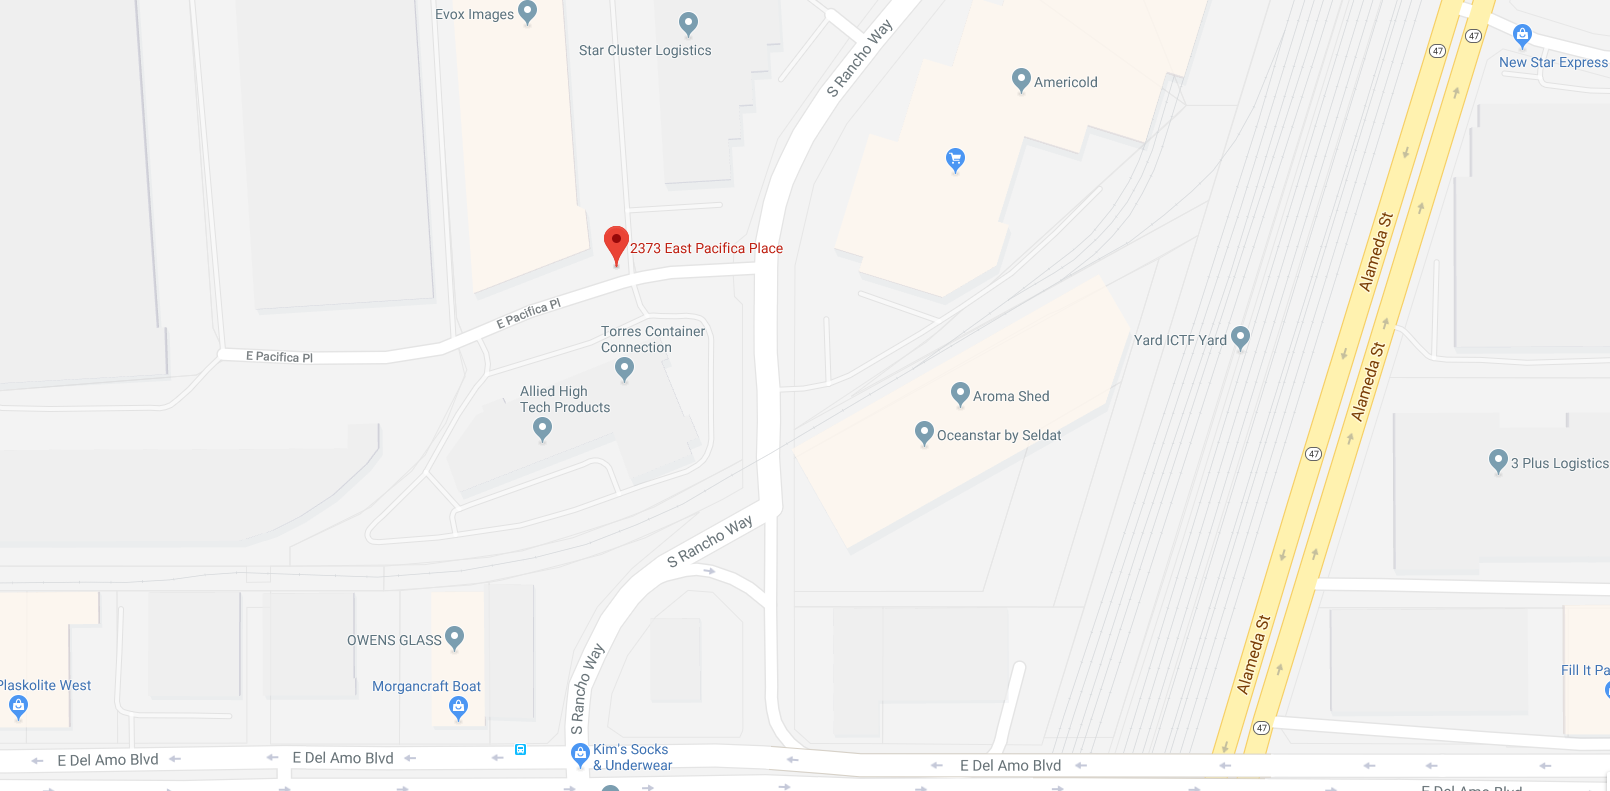 Evox Images
Star Cluster Logistics
S Rancho Way
Americold
47
47
New Star Express
2373 East Pacifica Place
Alameda St
E Pacifica Pl
E Pacifica Pl
Torres Container
Connection
Yard ICTF Yard
Alameda St
Allied High
Tech Products
Aroma Shed
Oceanstar by Seldat
47
3 Plus Logistics
S Rancho Way
OWENS GLASS
Alameda St
S Rancho Way
Plaskolite West
Morgancraft Boat
Fill It Pa
47
Kim's Socks
& Underwear
E Del Amo Blvd
E Del Amo Blvd
E Del Amo Blvd
E Del Amo Blvd